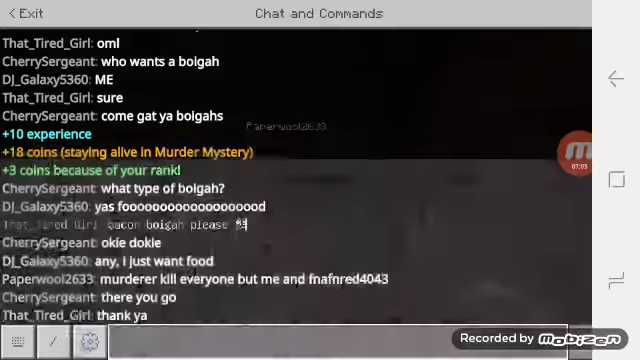 Exit
Chat and Commands
That_Tired_Girl: oml
CherrySergeant: who wants a boigah
DJ_Galaxy5360: ME
That_Tired_Girl: sure
CherrySergeant: come gat ya boigahs
Paperwool2633
+10 experience
+18 coins (staying alive in Murder Mystery)
+3 coins because of your rank!
7:03
CherrySergeant: what type of boigah?
DJ_Galaxy5360: yas fooooooooooooooooooood
That_Tired_Girl: bacon boigah please
CherrySergeant: okie dokie
DJ_Galaxy5360: any, i just want food
Paperwool2633: murderer kill everyone but me and fnafnred4043
CherrySergeant: there you go
That_Tired_Girl: thank ya
/
Recorded by Mobizen